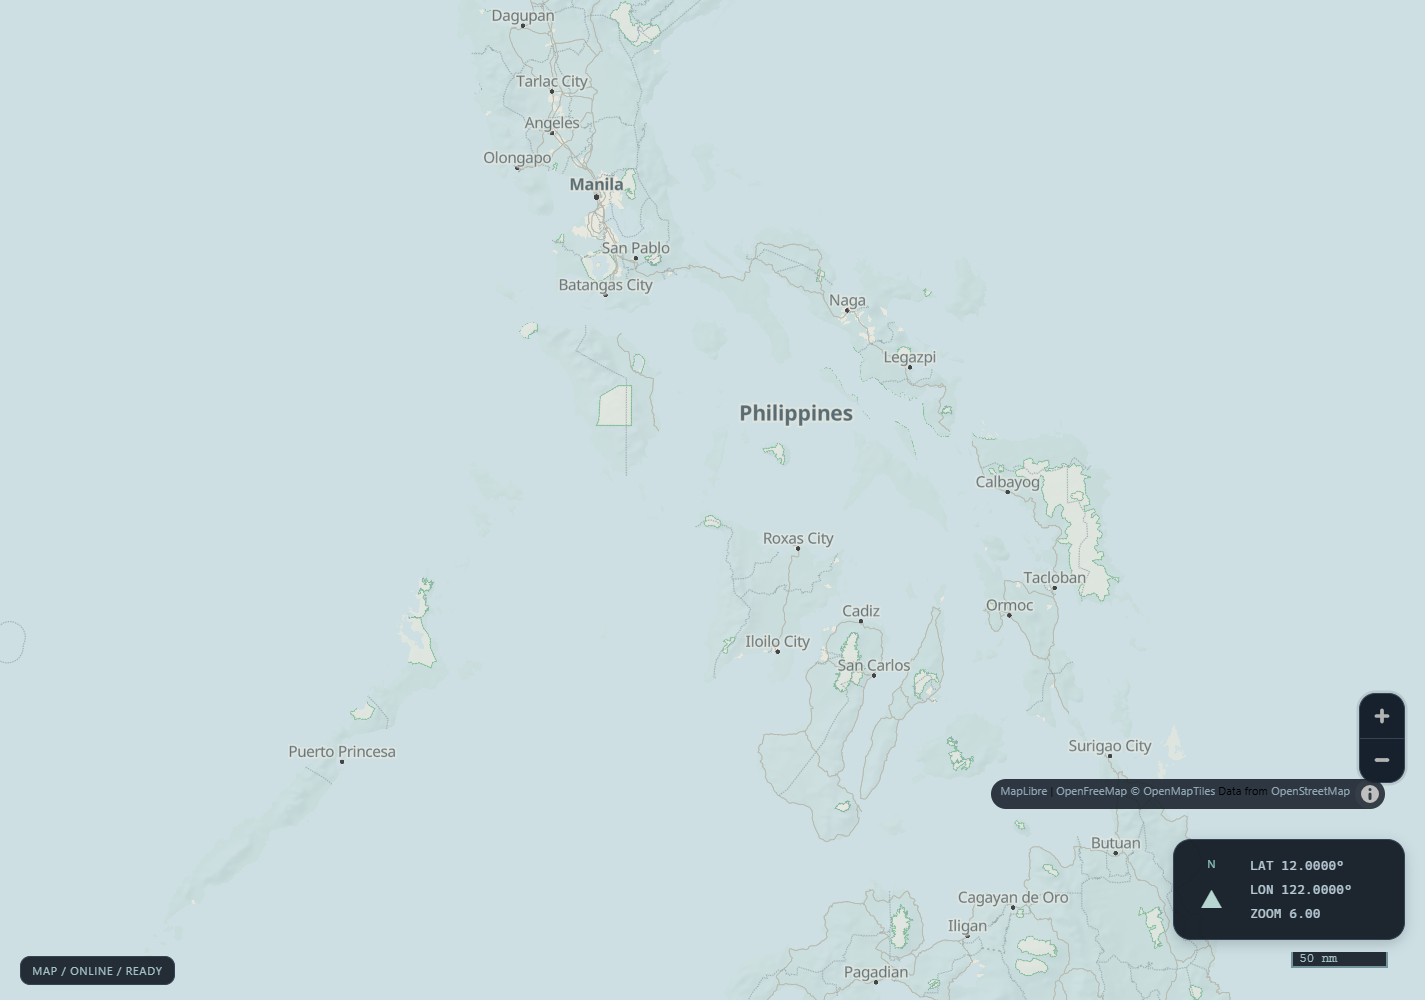 Dagupan
Tarlac City
Angeles
Olongapo
Manila
San Pablo
Batangas City
Naga
Legazpi
Philippines
Calbayog
Roxas City
Tacloban
Ormoc
Cadiz
Iloilo City
San Carlos
Puerto Princesa
Surigao City
+
−
MapLibre | OpenFreeMap © OpenMapTiles Data from OpenStreetMap
Butuan
N
LAT 12.0000°
LON 122.0000°
ZOOM 6.00
Cagayan de Oro
Iligan
50 nm
MAP / ONLINE / READY
Pagadian